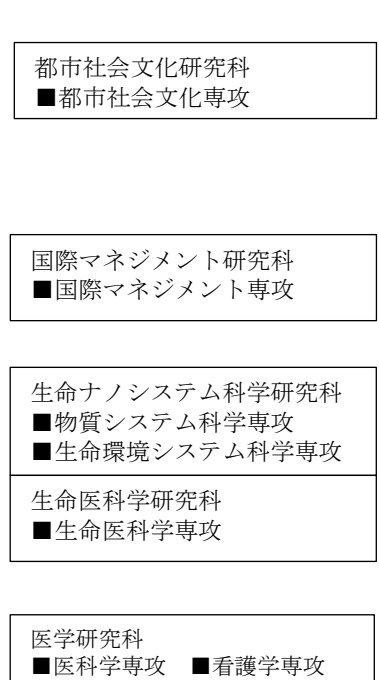 都市社会文化研究科
■都市社会文化専攻
国際マネジメント研究科
■国際マネジメント専攻
生命ナノシステム科学研究科
■物質システム科学専攻
■生命環境システム科学専攻
生命医科学研究科
■生命医科学専攻
医学研究科
■医科学専攻　■看護学専攻